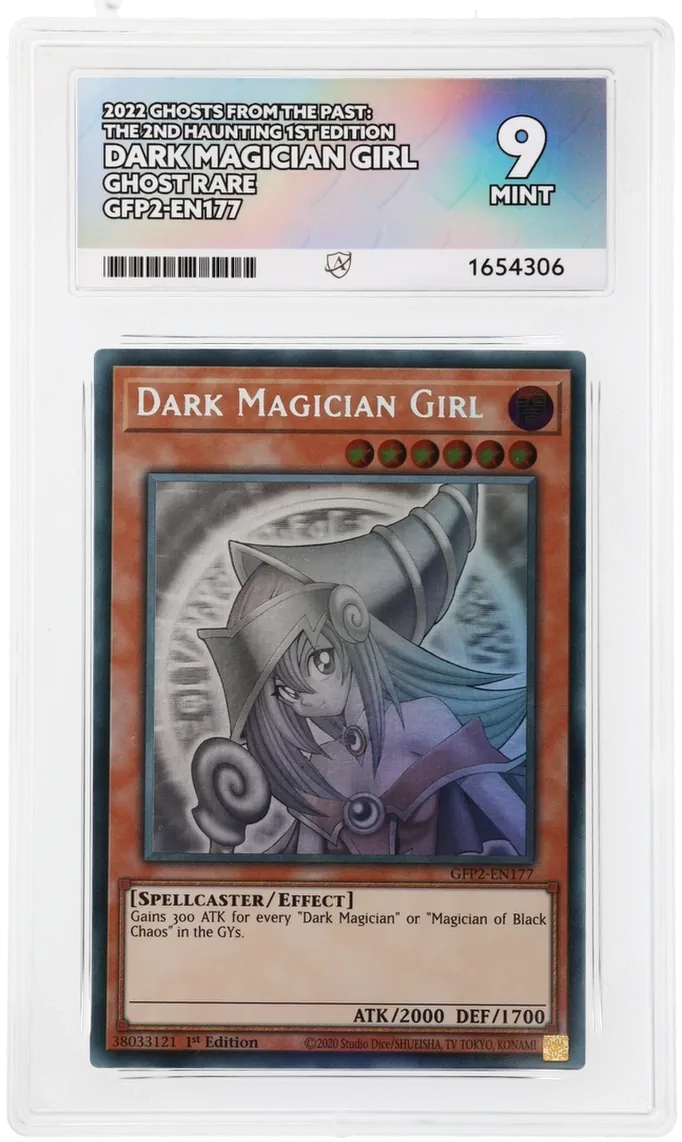 2022 GHOSTS FROM THE PAST:
THE 2ND HAUNTING 1ST EDITION
DARK MAGICIAN GIRL
GHOST RARE
GFP2-EN177
9
MINT
A
1654306
DARK MAGICIAN GIRL
GFP2-EN177
[SPELLCASTER/EFFECT]
Gains 300 ATK for every "Dark Magician" or "Magician of Black
Chaos" in the GYs.
ATK/2000 DEF/1700
38033121 1st Edition ©2020 Studio Dice/SHUEISHA, TV TOKYO, KONAMI